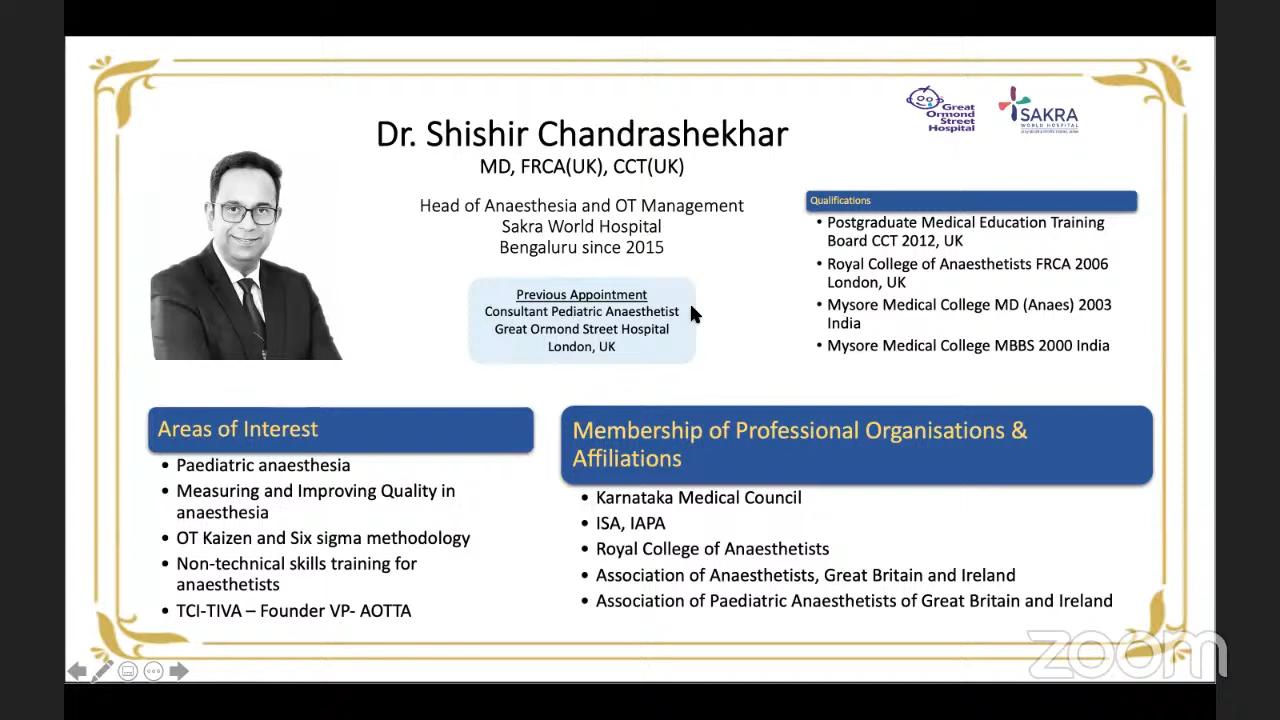 Great
Ormond
Street
Hospital
SAKRA
WORLD HOSPITAL
Dr. Shishir Chandrashekhar
MD, FRCA(UK), CCT(UK)
Head of Anaesthesia and OT Management
Sakra World Hospital
Bengaluru since 2015
Previous Appointment
Consultant Pediatric Anaesthetist
Great Ormond Street Hospital
London, UK
Qualifications
• Postgraduate Medical Education Training
Board CCT 2012, UK
• Royal College of Anaesthetists FRCA 2006
London, UK
• Mysore Medical College MD (Anaes) 2003
India
• Mysore Medical College MBBS 2000 India
Areas of Interest
• Paediatric anaesthesia
• Measuring and Improving Quality in
anaesthesia
• OT Kaizen and Six sigma methodology
• Non-technical skills training for
anaesthetists
• TCI-TIVA – Founder VP- AOTTA
Membership of Professional Organisations &
Affiliations
• Karnataka Medical Council
• ISA, IAPA
• Royal College of Anaesthetists
• Association of Anaesthetists, Great Britain and Ireland
• Association of Paediatric Anaesthetists of Great Britain and Ireland
zoom